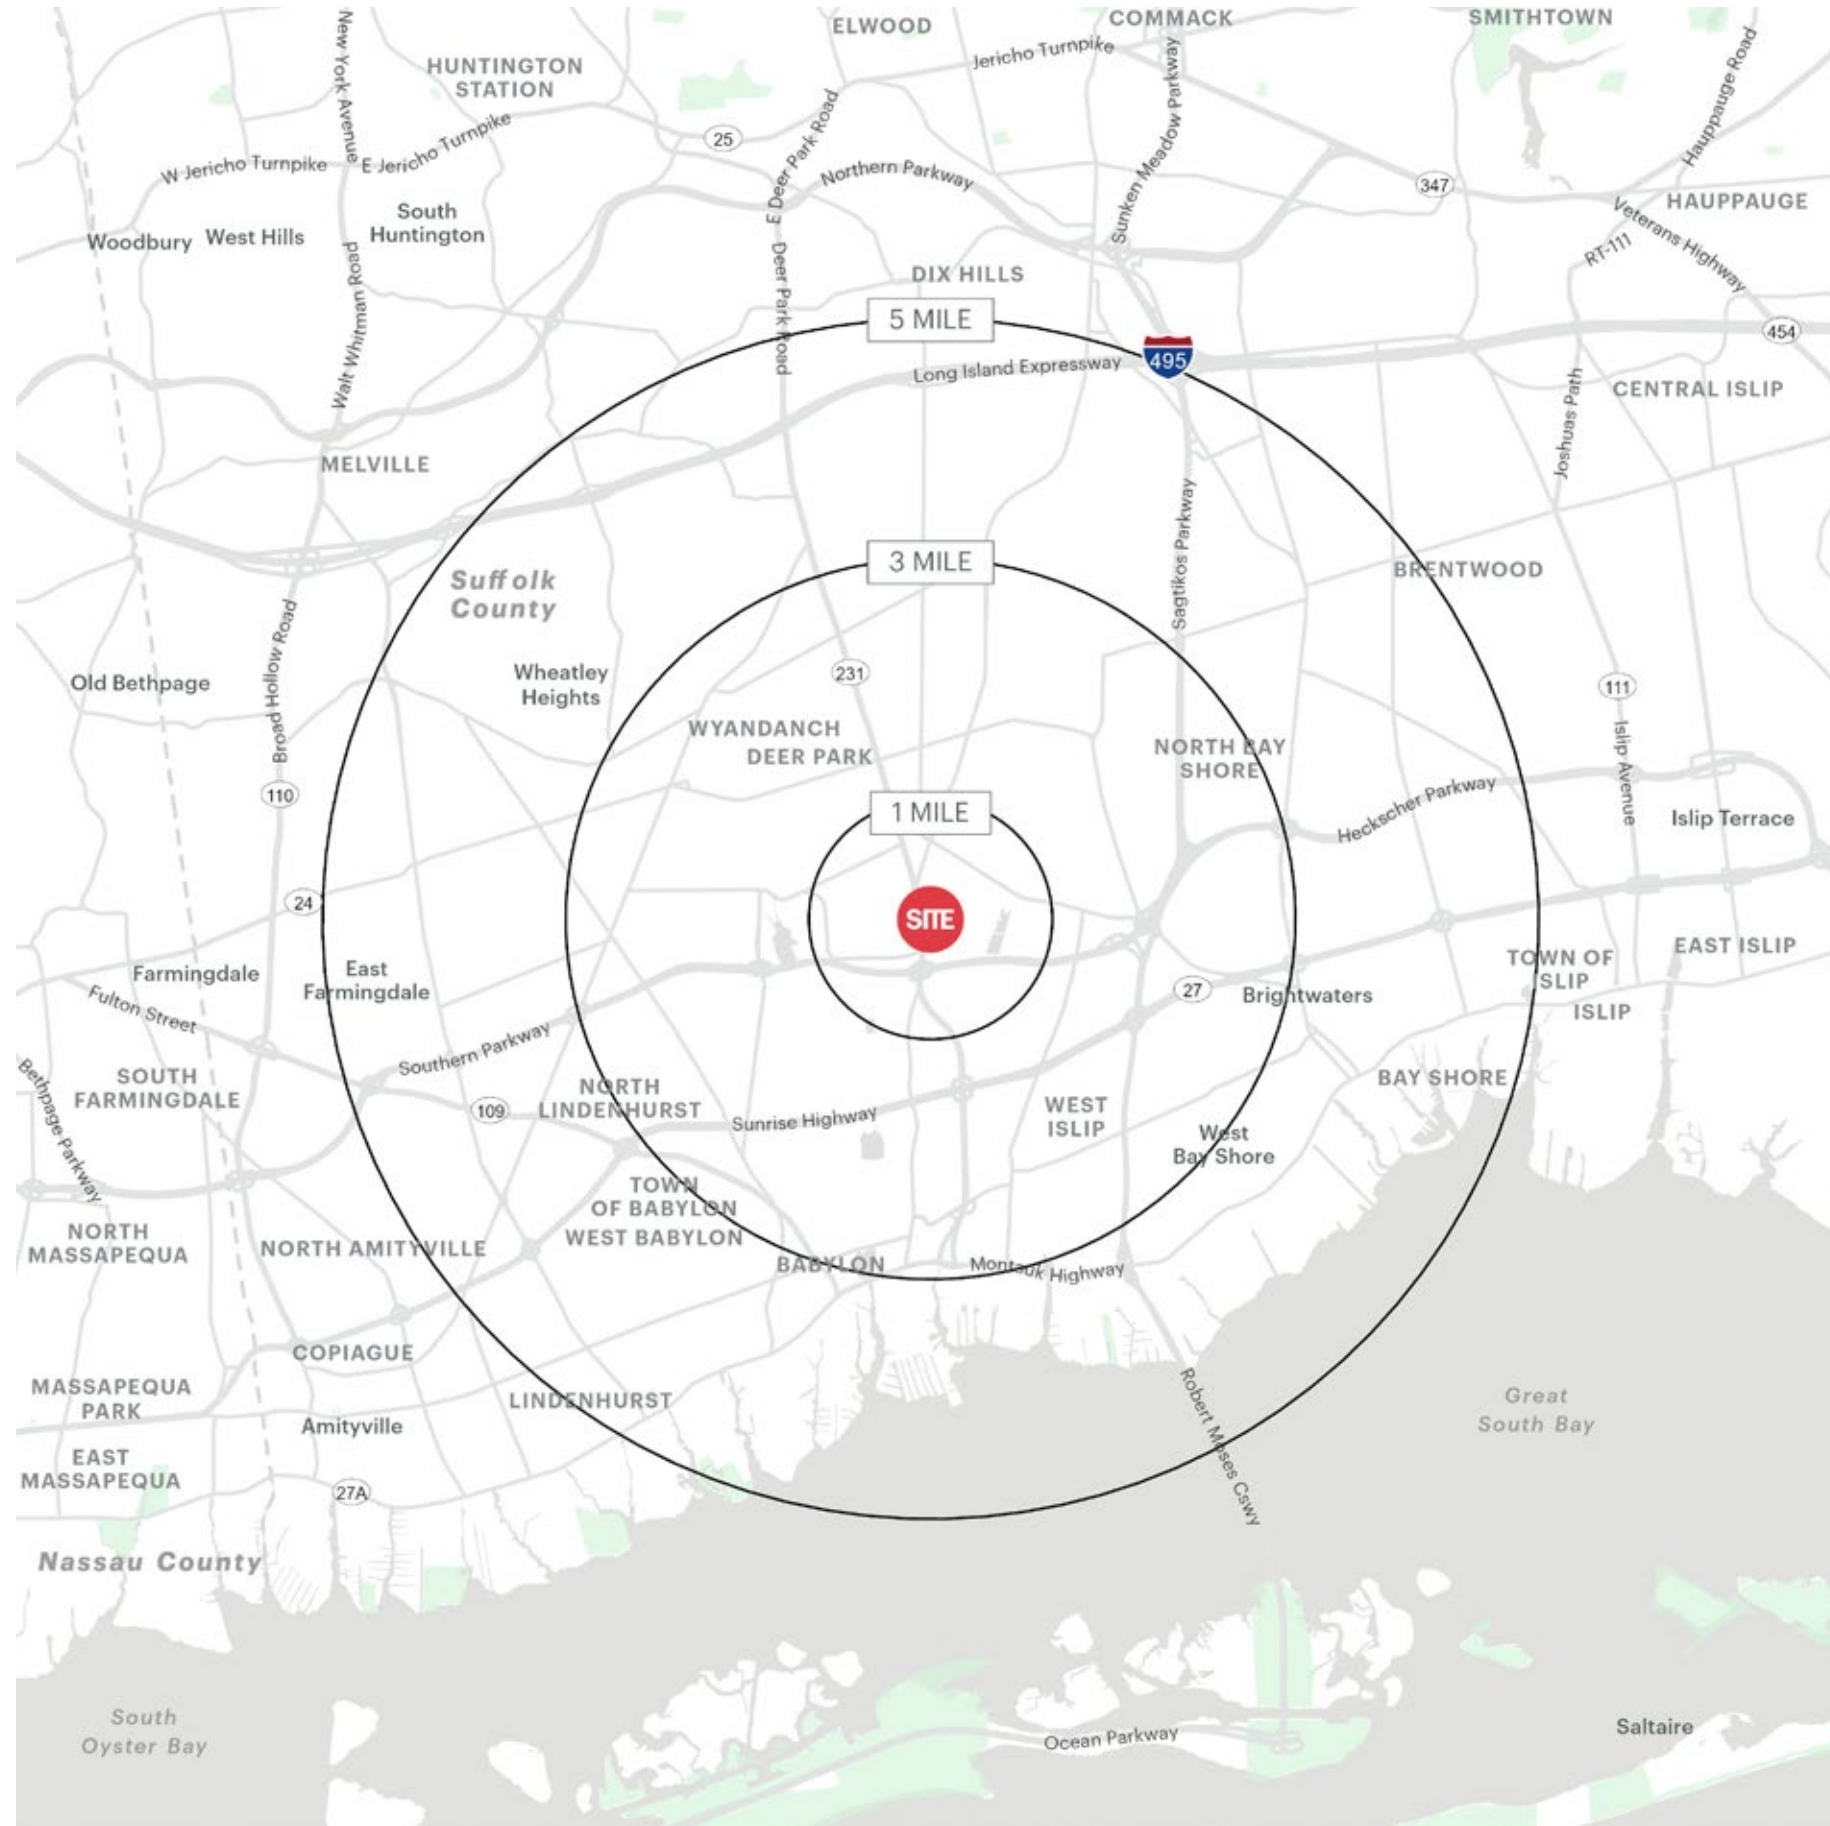 ELWOOD
COMMACK
SMITHTOWN
New York Avenue
HUNTINGTON
STATION
Jericho Turnpike
Sunken Meadow Parkway
Hauppauge Road
25
E Deer Park Road
W Jericho Turnpike
E Jericho Turnpike
Northern Parkway
347
HAUPPAUGE
Veterans Highway
RT-111
South
Huntington
Woodbury
West Hills
Walt Whitman Road
Deer Park Road
DIX HILLS
5 MILE
454
495
Long Island Expressway
CENTRAL ISLIP
Joshuas Path
MELVILLE
Sagtikos Parkway
3 MILE
BRENTWOOD
Suffolk
County
Broad Hollow Road
Old Bethpage
Wheatley
Heights
231
111
Islip Avenue
WYANDANCH
DEER PARK
NORTH BAY
SHORE
110
1 MILE
Heckscher Parkway
Islip Terrace
24
SITE
Farmingdale
East
Farmingdale
Fulton Street
27
Brightwaters
TOWN OF
SLIP
EAST ISLIP
ISLIP
Southern Parkway
Bethpage Parkway
SOUTH
FARMINGDALE
109
NORTH
LINDENHURST
Sunrise Highway
WEST
ISLIP
BAY SHORE
West
Bay Shore
TOWN
OF BABYLON
WEST BABYLON
NORTH
MASSAPEQUA
NORTH AMITYVILLE
BABYLON
Montauk Highway
COPIAGUE
MASSAPEQUA
PARK
LINDENHURST
Amityville
Robert Moses Cswy
Great
South Bay
EAST
MASSAPEQUA
27A
Nassau County
South
Oyster Bay
Ocean Parkway
Saltaire